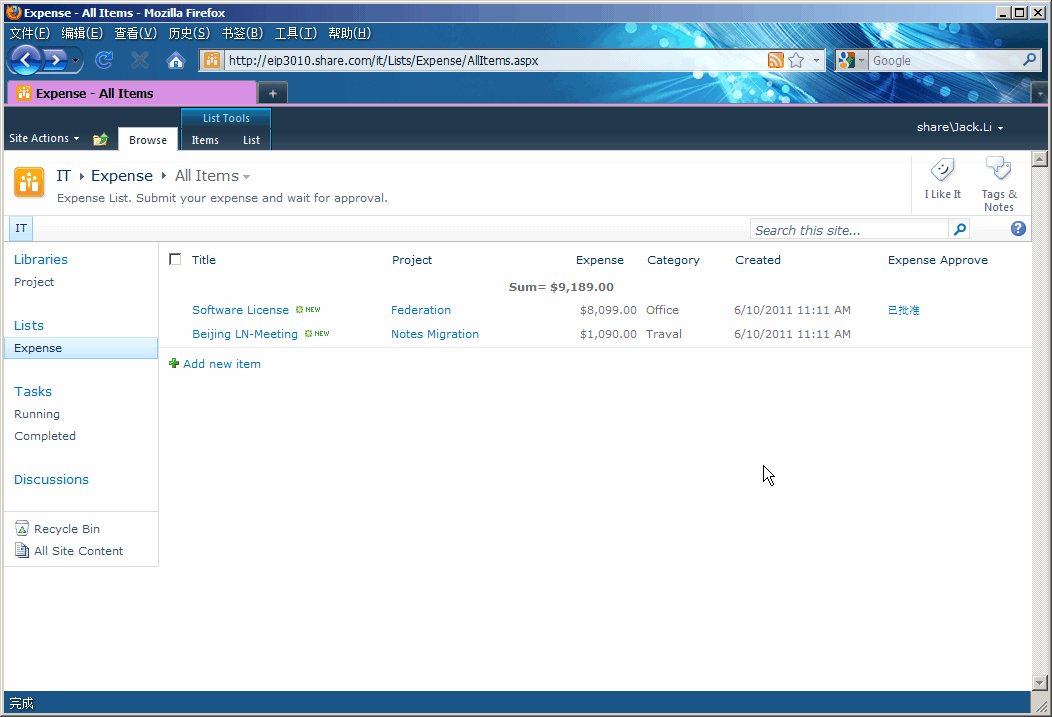 Expense - All Items - Mozilla Firefox
文件(F) 编辑(E) 查看(V) 历史(S) 书签(B) 工具(T) 帮助(H)
http://eip3010.share.com/it/Lists/Expense/AllItems.aspx Google
Expense - All Items
List Tools
Site Actions Browse Items List share\Jack.Li
IT Expense All Items
Expense List. Submit your expense and wait for approval.
I Like It Tags & Notes
IT Search this site...
Libraries
Project
Lists
Expense
Tasks
Running
Completed
Discussions
Recycle Bin
All Site Content
Title Project Expense Category Created Expense Approve
Sum= $9,189.00
Software License NEW Federation $8,099.00 Office 6/10/2011 11:11 AM 已批准
Beijing LN-Meeting NEW Notes Migration $1,090.00 Traval 6/10/2011 11:11 AM
Add new item
完成